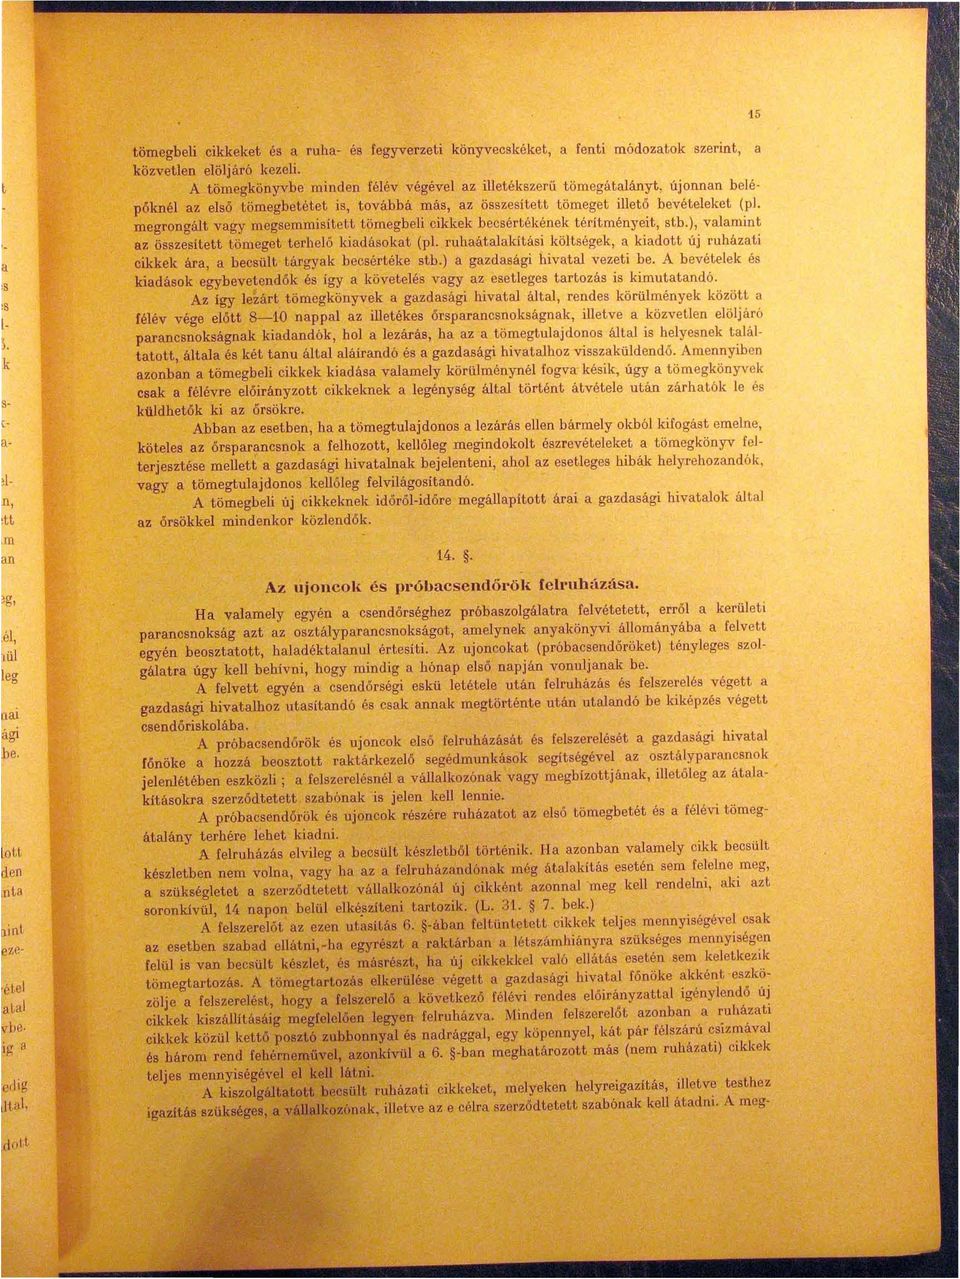 15
tömegbeli cikkeket és a ruha- és fegyverzeti könyvecskéket, a fenti módozatok szerint, a
közvetlen elöljáró kezeli.
A tömegkönyvbe minden félév végével az illetékszerű tömegátalányt, újonnan belé-
pőknél az első tömegbetétet is, továbbá más, az összesített tömeget illető bevételeket (pl.
megrongált vagy megsemmisített tömegbeli cikkek becsértékének térítményeit, stb.), valamint
az összesített tömeget terhelő kiadásokat (pl. ruhaátalakítási költségek, a kiadott új ruházati
cikkek ára, a becsült tárgyak becsértéke stb.) a gazdasági hivatal vezeti be. A bevételek és
kiadások egybevetendők és így a követelés vagy az esetleges tartozás is kimutatandó.
Az így lezárt tömegkönyvek a gazdasági hivatal által, rendes körülmények között a
félév vége előtt 8—10 nappal az illetékes őrsparancsnokságnak, illetve a közvetlen elöljáró
parancsnokságnak kiadandók, hol a lezárás, ha az a tömegtulajdonos által is helyesnek talál-
tatott, általa és két tanu által aláírandó és a gazdasági hivatalhoz visszaküldendő. Amennyiben
azonban a tömegbeli cikkek kiadása valamely körülménynél fogva késik, úgy a tömegkönyvek
csak a félévre előirányzott cikkeknek a legénység által történt átvétele után zárhatók le és
küldhetők ki az őrsökre.
Abban az esetben, ha a tömegtulajdonos a lezárás ellen bármely okból kifogást emelne,
köteles az őrsparancsnok a felhozott, kellőleg megindokolt észrevételeket a tömegkönyv fel-
terjesztése mellett a gazdasági hivatalnak bejelenteni, ahol az esetleges hibák helyrehozandók,
vagy a tömegtulajdonos kellőleg felvilágosítandó.
A tömegbeli új cikkeknek időről-időre megállapított árai a gazdasági hivatalok által
az őrsökkel mindenkor közlendők.
14. §.
Az ujoncok és próbacsendőrök felruházása.
Ha valamely egyén a csendőrséghez próbaszolgálatra felvétetett, erről a kerületi
parancsnokság azt az osztályparancsnokságot, amelynek anyakönyvi állományába a felvett
egyén beosztatott, haladéktalanul értesíti. Az ujoncokat (próbacsendőröket) tényleges szol-
gálatra úgy kell behívni, hogy mindig a hónap első napján vonuljanak be.
A felvett egyén a csendőrségi eskü letétele után felruházás és felszerelés végett a
gazdasági hivatalhoz utasítandó és csak annak megtörténte után utalandó be kiképzés végett
csendőriskolába.
A próbacsendőrök és ujoncok első felruházását és felszerelését a gazdasági hivatal
főnöke a hozzá beosztott raktárkezelő segédmunkások segítségével az osztályparancsnok
jelenlétében eszközli ; a felszerelésnél a vállalkozónak vagy megbízottjának, illetőleg az átala-
kításokra szerződtetett szabónak is jelen kell lennie.
A próbacsendőrök és ujoncok részére ruházatot az első tömegbetét és a félévi tömeg-
átalány terhére lehet kiadni.
A felruházás elvileg a becsült készletből történik. Ha azonban valamely cikk becsült
készletben nem volna, vagy ha az a felruházandónak még átalakítás esetén sem felelne meg,
a szükségletet a szerződtetett vállalkozónál új cikként azonnal meg kell rendelni, aki azt
soronkívül, 14 napon belül elkészíteni tartozik. (L. 31. § 7. bek.)
A felszerelőt az ezen utasítás 6. §-ában feltüntetett cikkek teljes mennyiségével csak
az esetben szabad ellátni,-ha egyrészt a raktárban a létszámhiányra szükséges mennyiségen
felül is van becsült készlet, és másrészt, ha új cikkekkel való ellátás esetén sem keletkezik
tömegtartozás. A tömegtartozás elkerülése végett a gazdasági hivatal főnöke akként eszkö-
zölje a felszerelést, hogy a felszerelő a következő félévi rendes előirányzattal igénylendő új
cikkek kiszállításáig megfelelően legyen felruházva. Minden felszerelőt azonban a ruházati
cikkek közül kettő posztó zubbonnyal és nadrággal, egy köpennyel, két pár félszárú csizmával
és három rend fehérneművel, azonkívül a 6. §-ban meghatározott más (nem ruházati) cikkek
teljes mennyiségével el kell látni.
A kiszolgáltatott becsült ruházati cikkeket, melyeken helyreigazítás, illetve testhez
igazítás szükséges, a vállalkozónak, illetve az e célra szerződtetett szabónak kell átadni. A meg-